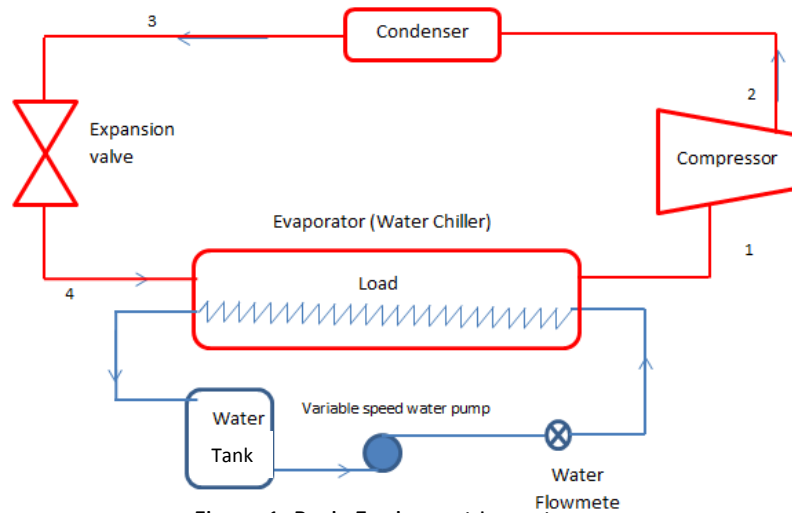 3
Condenser
2
Expansion
valve
Compressor
Evaporator (Water Chiller)
1
Load
4
Variable speed water pump
Water
Tank
Water
Flowmete